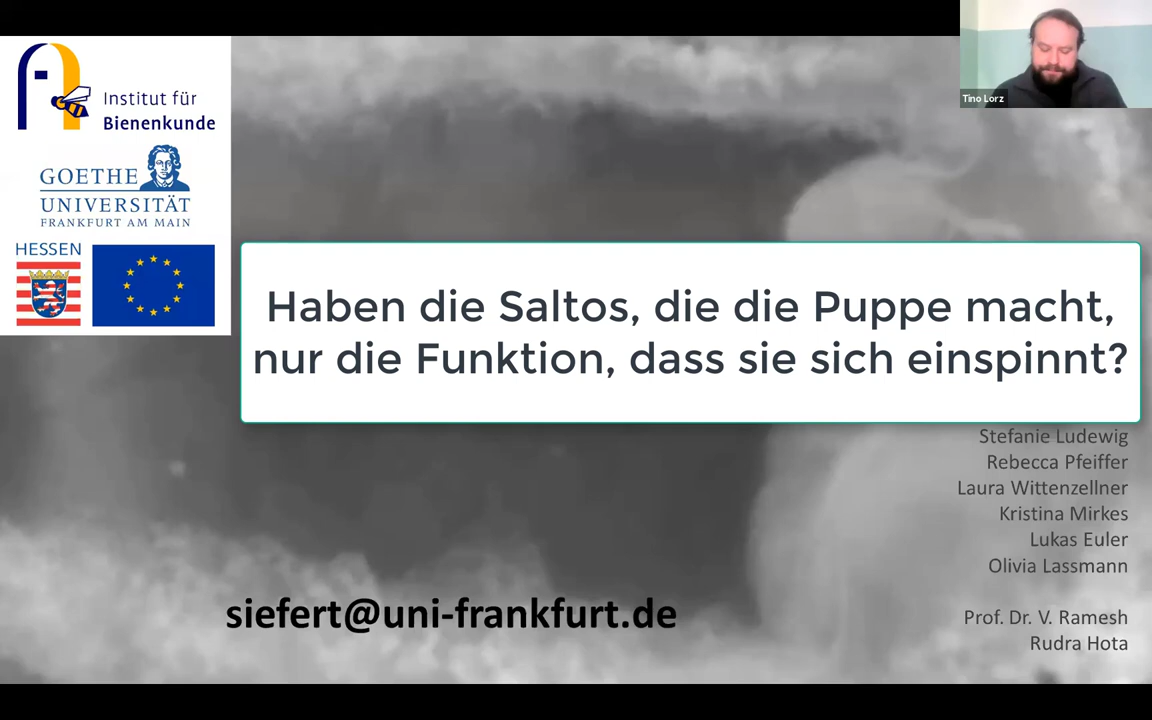 Tino Lorz
Institut für
Bienenkunde
GOETHE
UNIVERSITÄT
FRANKFURT AM MAIN
HESSEN
Haben die Saltos, die die Puppe macht,
nur die Funktion, dass sie sich einspinnt?
Stefanie Ludewig
Rebecca Pfeiffer
Laura Wittenzellner
Kristina Mirkes
Lukas Euler
Olivia Lassmann
siefert@uni-frankfurt.de
Prof. Dr. V. Ramesh
Rudra Hota